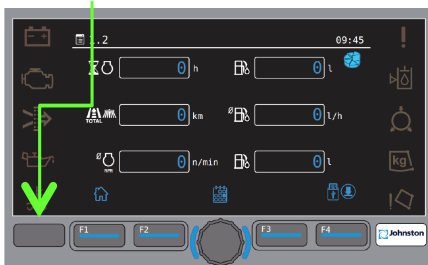 1.2 09:45
0 h 0 l
TOTAL 0 km Ø 0 l/h
Ø RPM 0 n/min 0 l
kg
F1 F2 F3 F4 Johnston